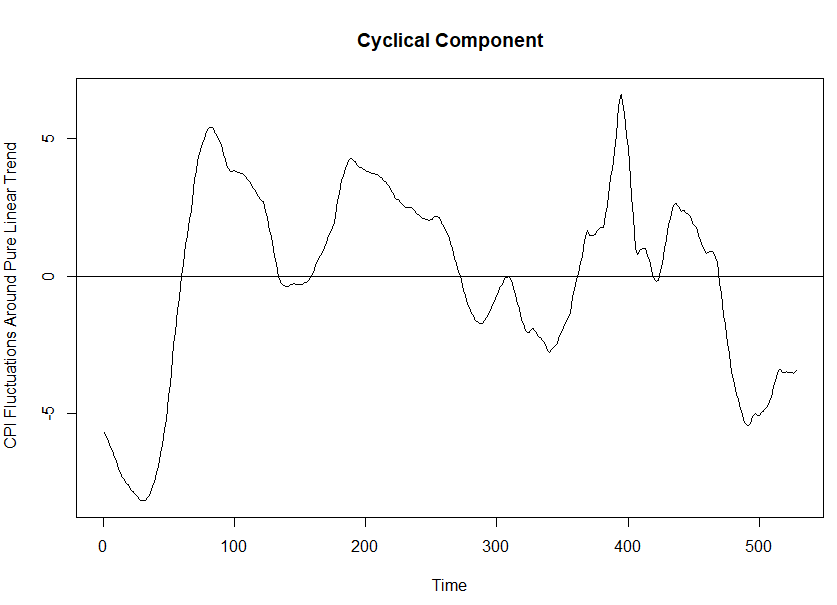 Cyclical Component
CPI Fluctuations Around Pure Linear Trend
5
0
-5
0 100 200 300 400 500
Time